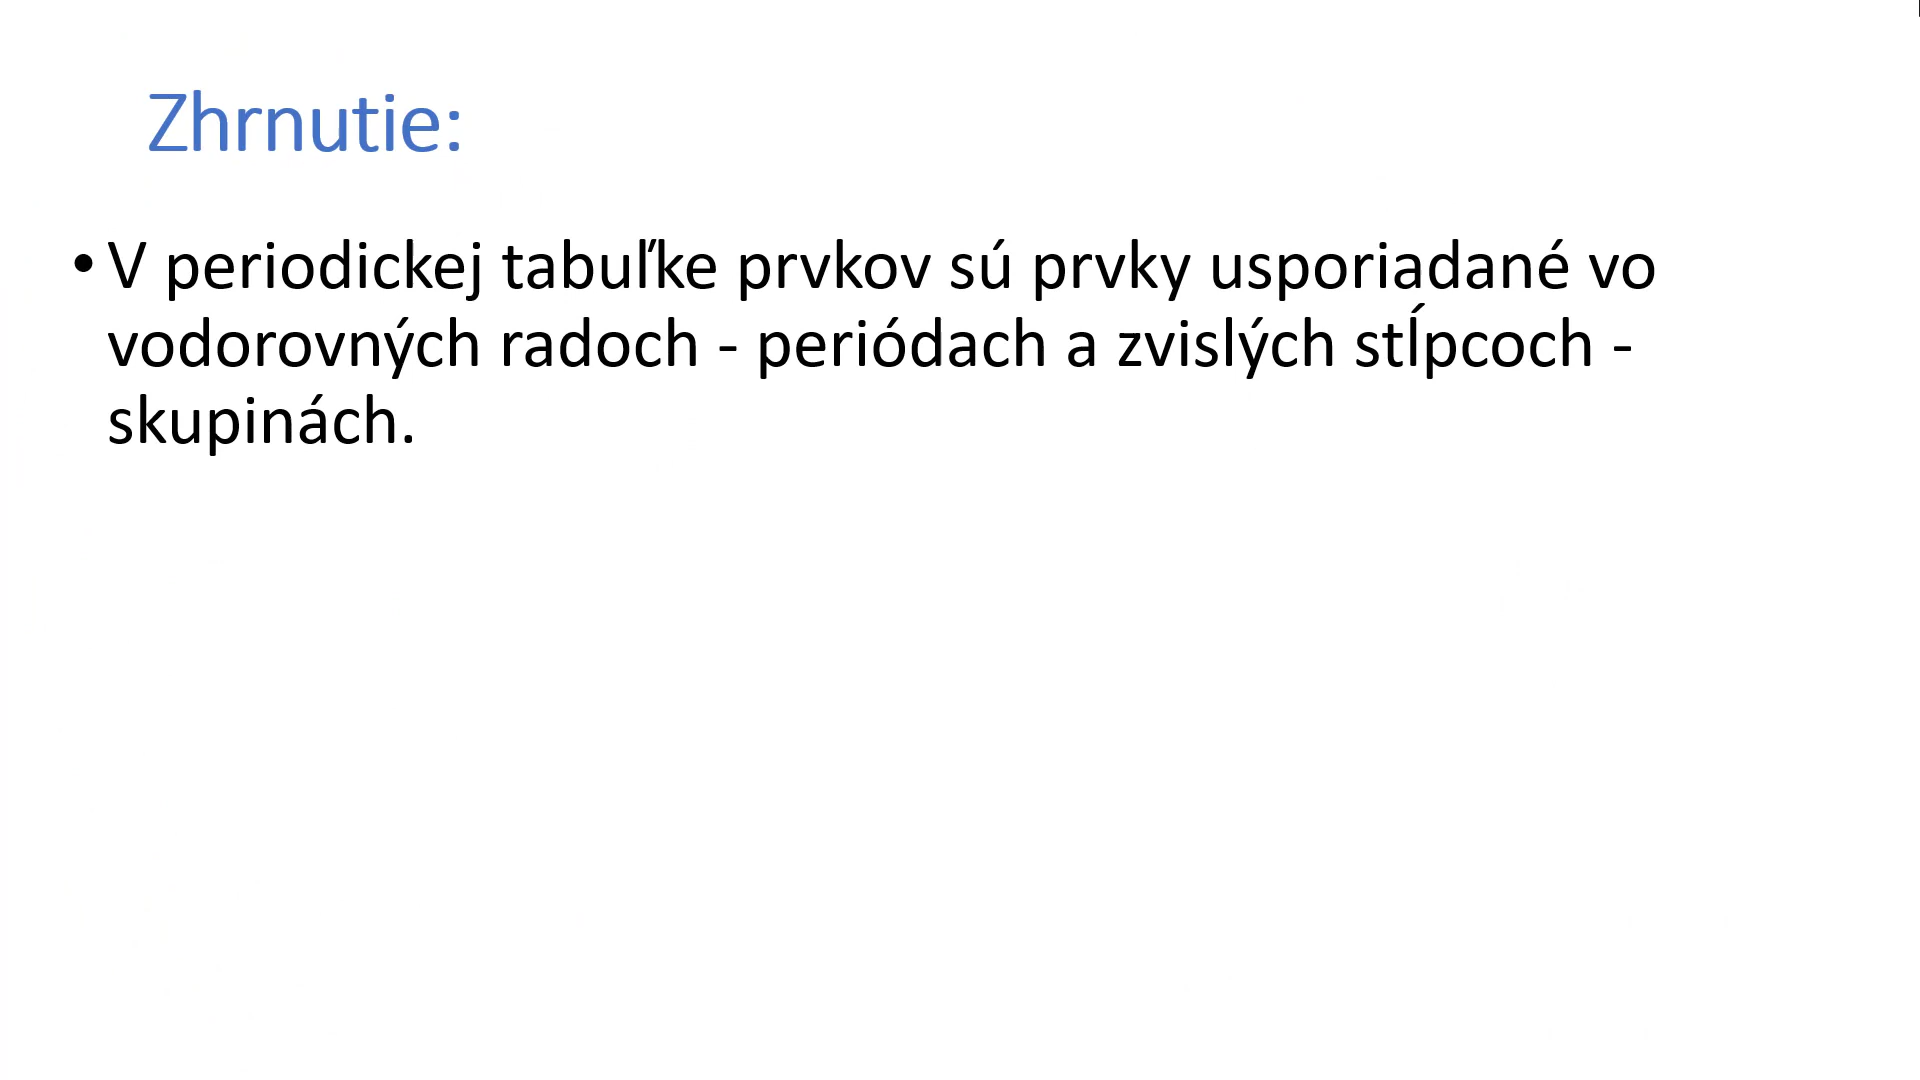 Zhrnutie:
• V periodickej tabuľke prvkov sú prvky usporiadané vo
vodorovných radoch - periódach a zvislých stĺpcoch -
skupinách.